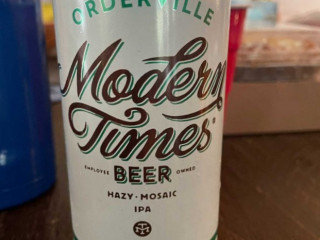 ORDERVILLE
Modern
Times
EMPLOYEE BEER OWNED
HAZY·MOSAIC
IPA